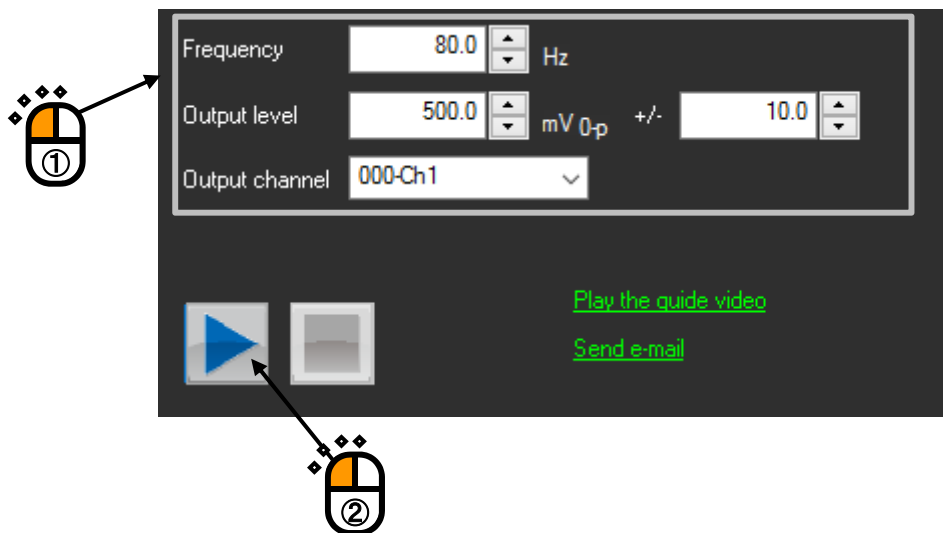 Frequency 80.0 Hz
Output level 500.0 mV 0-p +/- 10.0
①
Output channel 000-Ch1
Play the guide video
Send e-mail
②